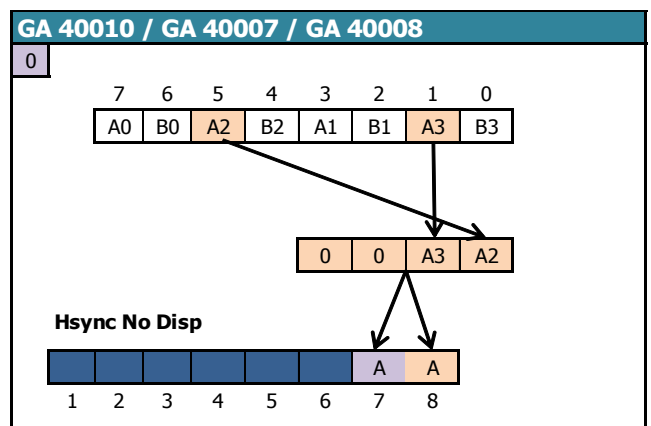 GA 40010 / GA 40007 / GA 40008
0
7 6 5 4 3 2 1 0
A0 B0 A2 B2 A1 B1 A3 B3
0 0 A3 A2
Hsync No Disp
A A
1 2 3 4 5 6 7 8